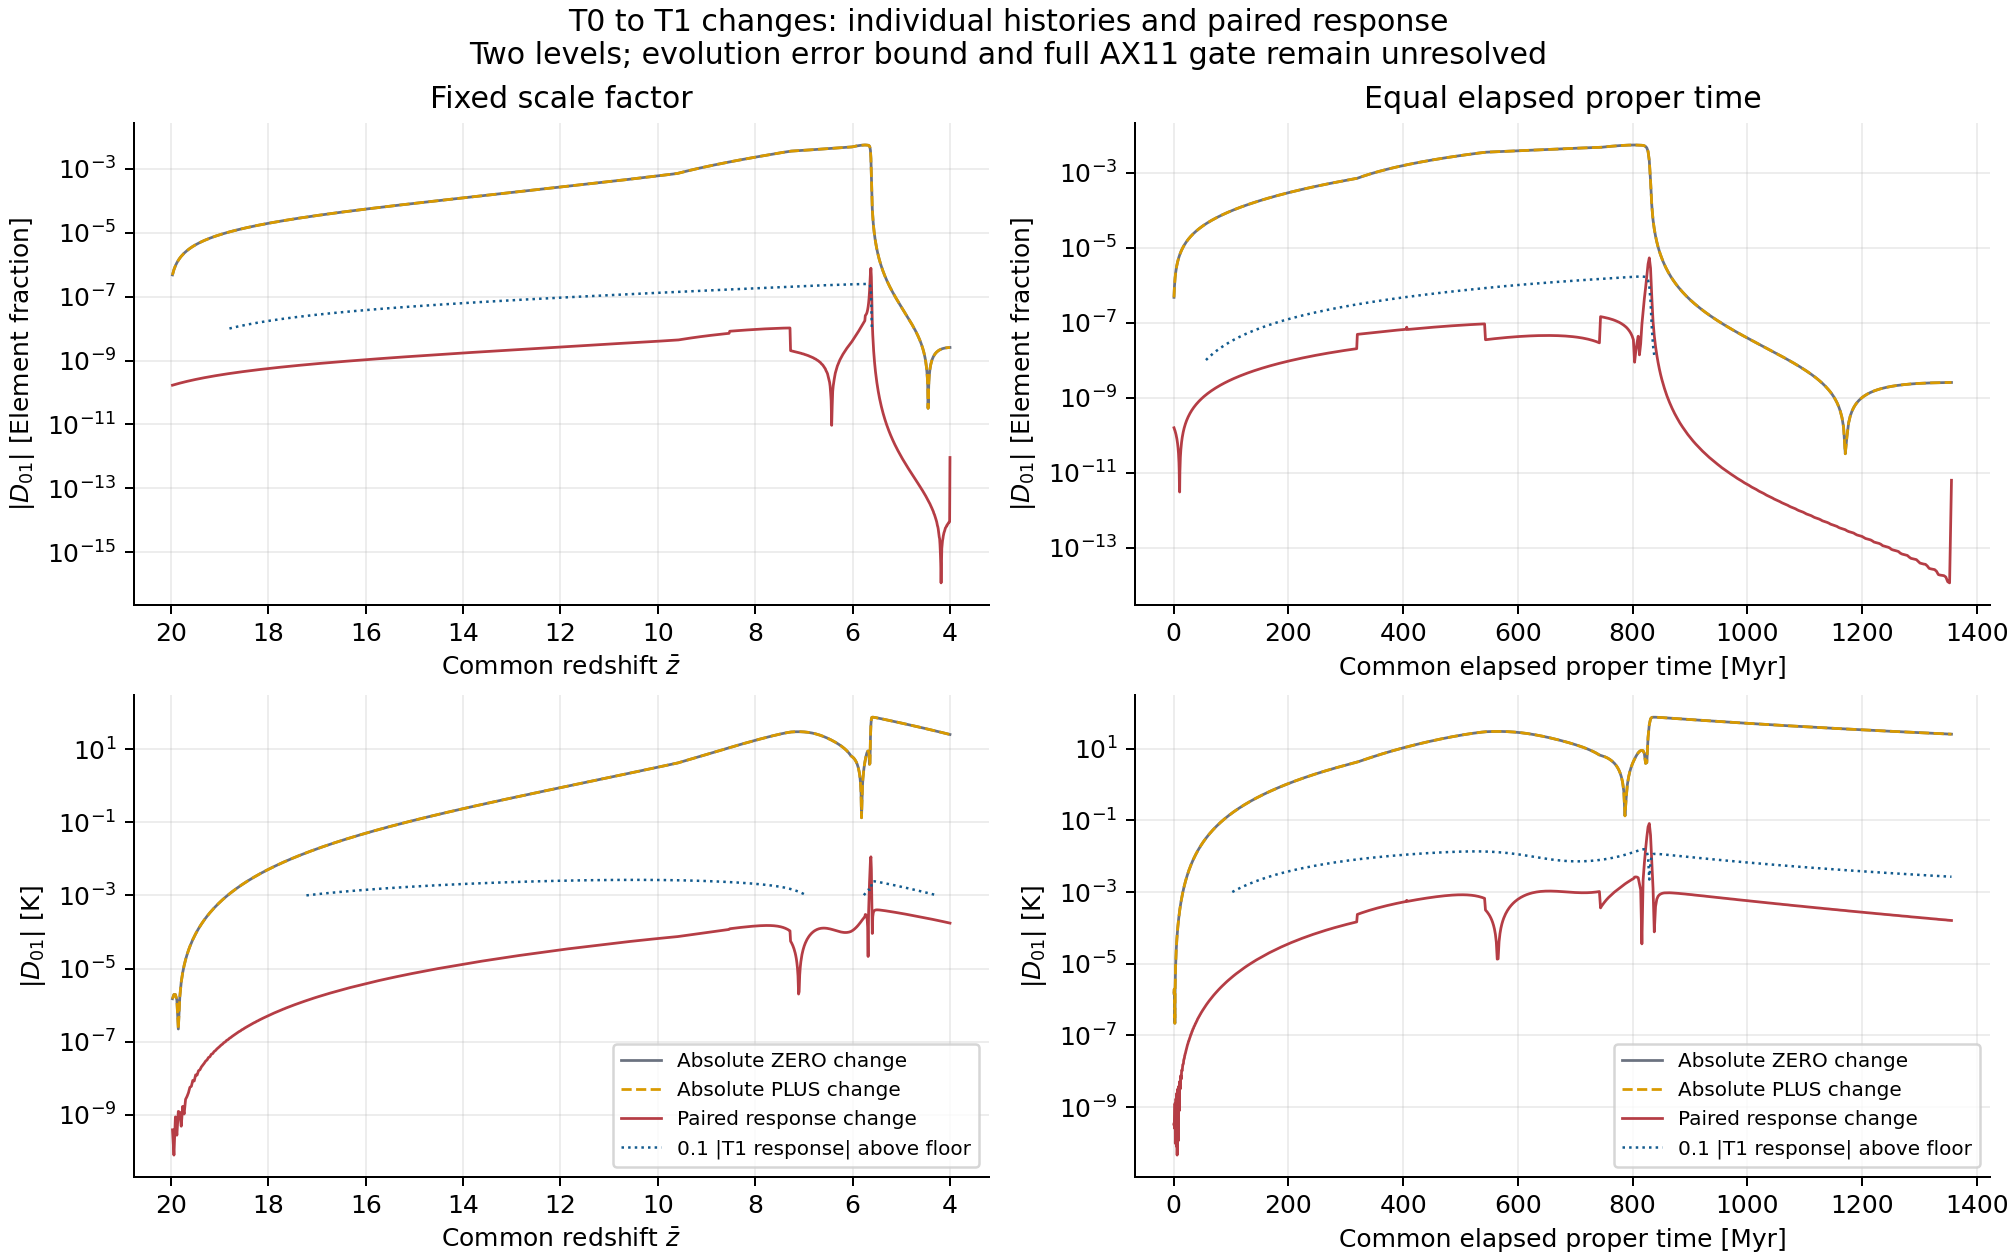 T0 to T1 changes: individual histories and paired response
Two levels; evolution error bound and full AX11 gate remain unresolved
Fixed scale factor
|D₀₁| [Element fraction]
10⁻³
10⁻⁵
10⁻⁷
10⁻⁹
10⁻¹¹
10⁻¹³
10⁻¹⁵
20 18 16 14 12 10 8 6 4
Common redshift z̄
Equal elapsed proper time
|D₀₁| [Element fraction]
10⁻³
10⁻⁵
10⁻⁷
10⁻⁹
10⁻¹¹
10⁻¹³
0 200 400 600 800 1000 1200 1400
Common elapsed proper time [Myr]
|D₀₁| [K]
10¹
10⁻¹
10⁻³
10⁻⁵
10⁻⁷
10⁻⁹
Absolute ZERO change
Absolute PLUS change
Paired response change
0.1 |T1 response| above floor
20 18 16 14 12 10 8 6 4
Common redshift z̄
|D₀₁| [K]
10¹
10⁻¹
10⁻³
10⁻⁵
10⁻⁷
10⁻⁹
Absolute ZERO change
Absolute PLUS change
Paired response change
0.1 |T1 response| above floor
0 200 400 600 800 1000 1200 1400
Common elapsed proper time [Myr]